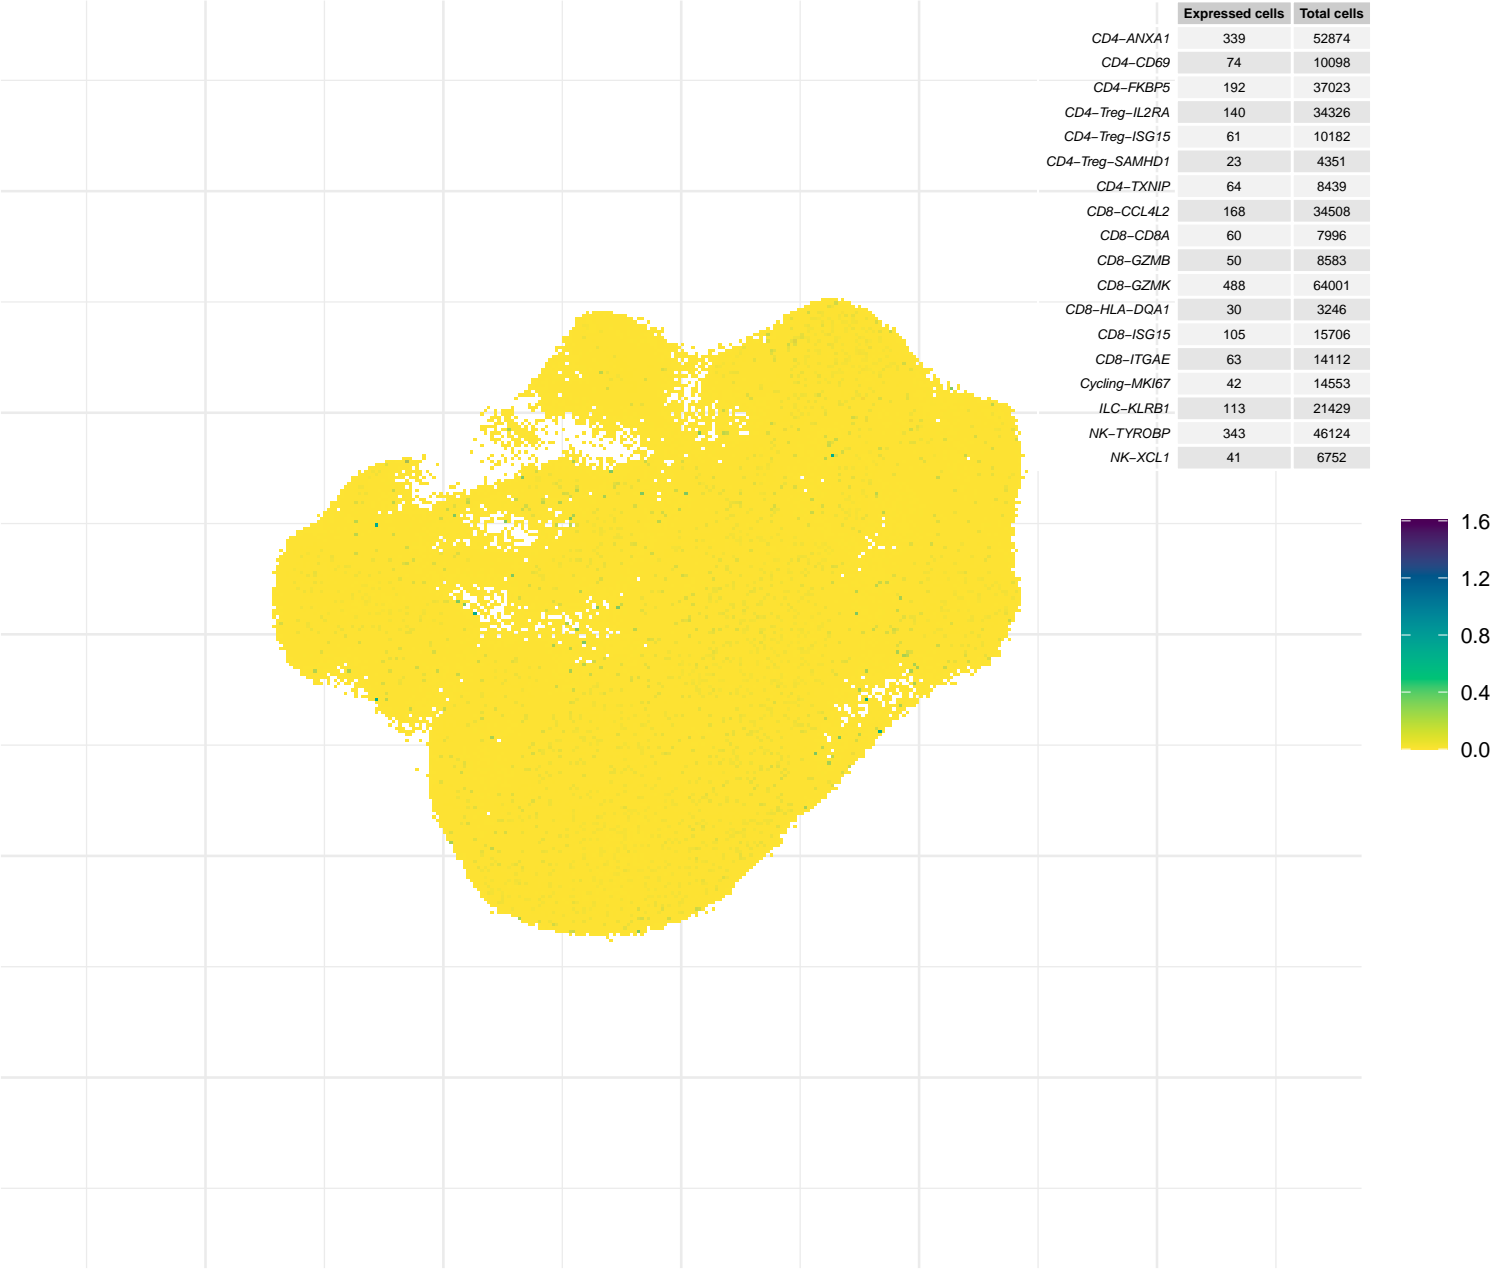 Expressed cells Total cells
CD4−ANXA1 339 52874
CD4−CD69 74 10098
CD4−FKBP5 192 37023
CD4−Treg−IL2RA 140 34326
CD4−Treg−ISG15 61 10182
CD4−Treg−SAMHD1 23 4351
CD4−TXNIP 64 8439
CD8−CCL4L2 168 34508
CD8−CD8A 60 7996
CD8−GZMB 50 8583
CD8−GZMK 488 64001
CD8−HLA−DQA1 30 3246
CD8−ISG15 105 15706
CD8−ITGAE 63 14112
Cycling−MKI67 42 14553
ILC−KLRB1 113 21429
NK−TYROBP 343 46124
NK−XCL1 41 6752
1.6
1.2
0.8
0.4
0.0